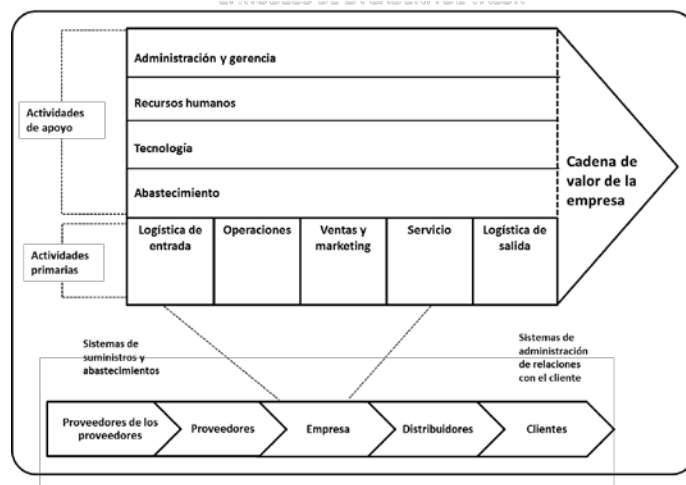 Administración y gerencia
Actividades
de apoyo
Recursos humanos
Tecnología
Cadena de
valor de la
empresa
Abastecimiento
Actividades
primarias
Logística de
entrada
Operaciones
Ventas y
marketing
Servicio
Logística de
salida
Sistemas de
suministros y
abastecimientos
Sistemas de
administración
de relaciones
con el cliente
Proveedores de los
proveedores
Proveedores
Empresa
Distribuidores
Clientes